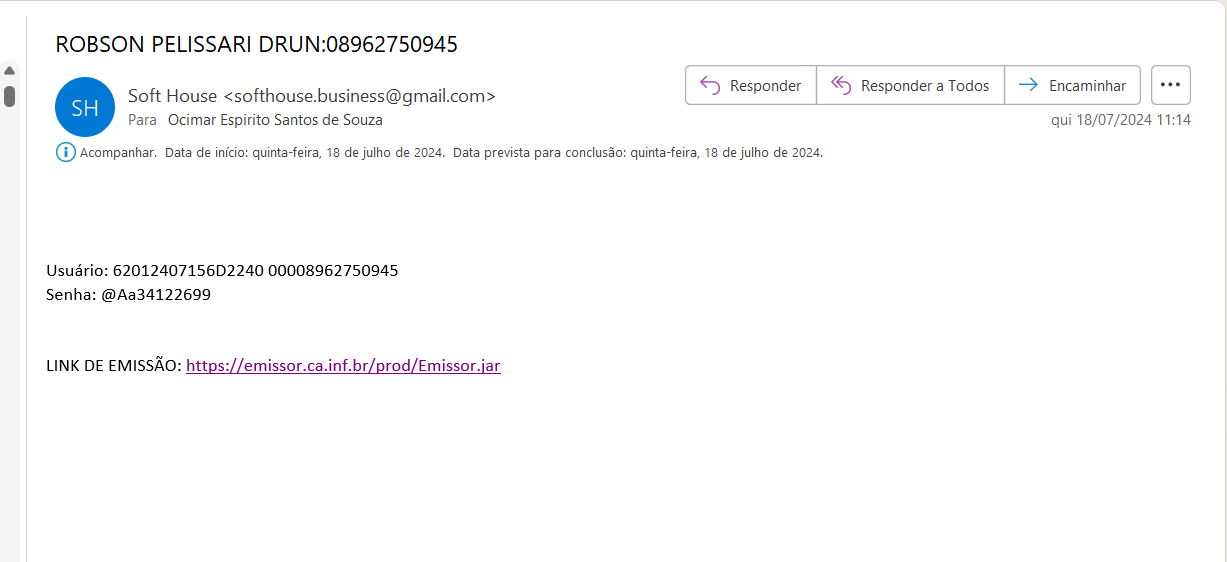 ROBSON PELISSARI DRUN:08962750945
SH
Soft House <softhouse.business@gmail.com>
Para Ocimar Espirito Santos de Souza
Responder
Responder a Todos
Encaminhar
qui 18/07/2024 11:14
Acompanhar. Data de início: quinta-feira, 18 de julho de 2024. Data prevista para conclusão: quinta-feira, 18 de julho de 2024.
Usuário: 62012407156D2240 00008962750945
Senha: @Aa34122699
LINK DE EMISSÃO: https://emissor.ca.inf.br/prod/Emissor.jar